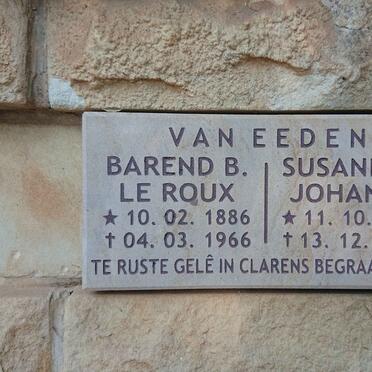 VAN EEDEN
BAREND B. SUSAN
LE ROUX JOHAN
★ 10. 02. 1886 ★ 11. 10.
† 04. 03. 1966 † 13. 12.
TE RUSTE GELÊ IN CLARENS BEGRAA